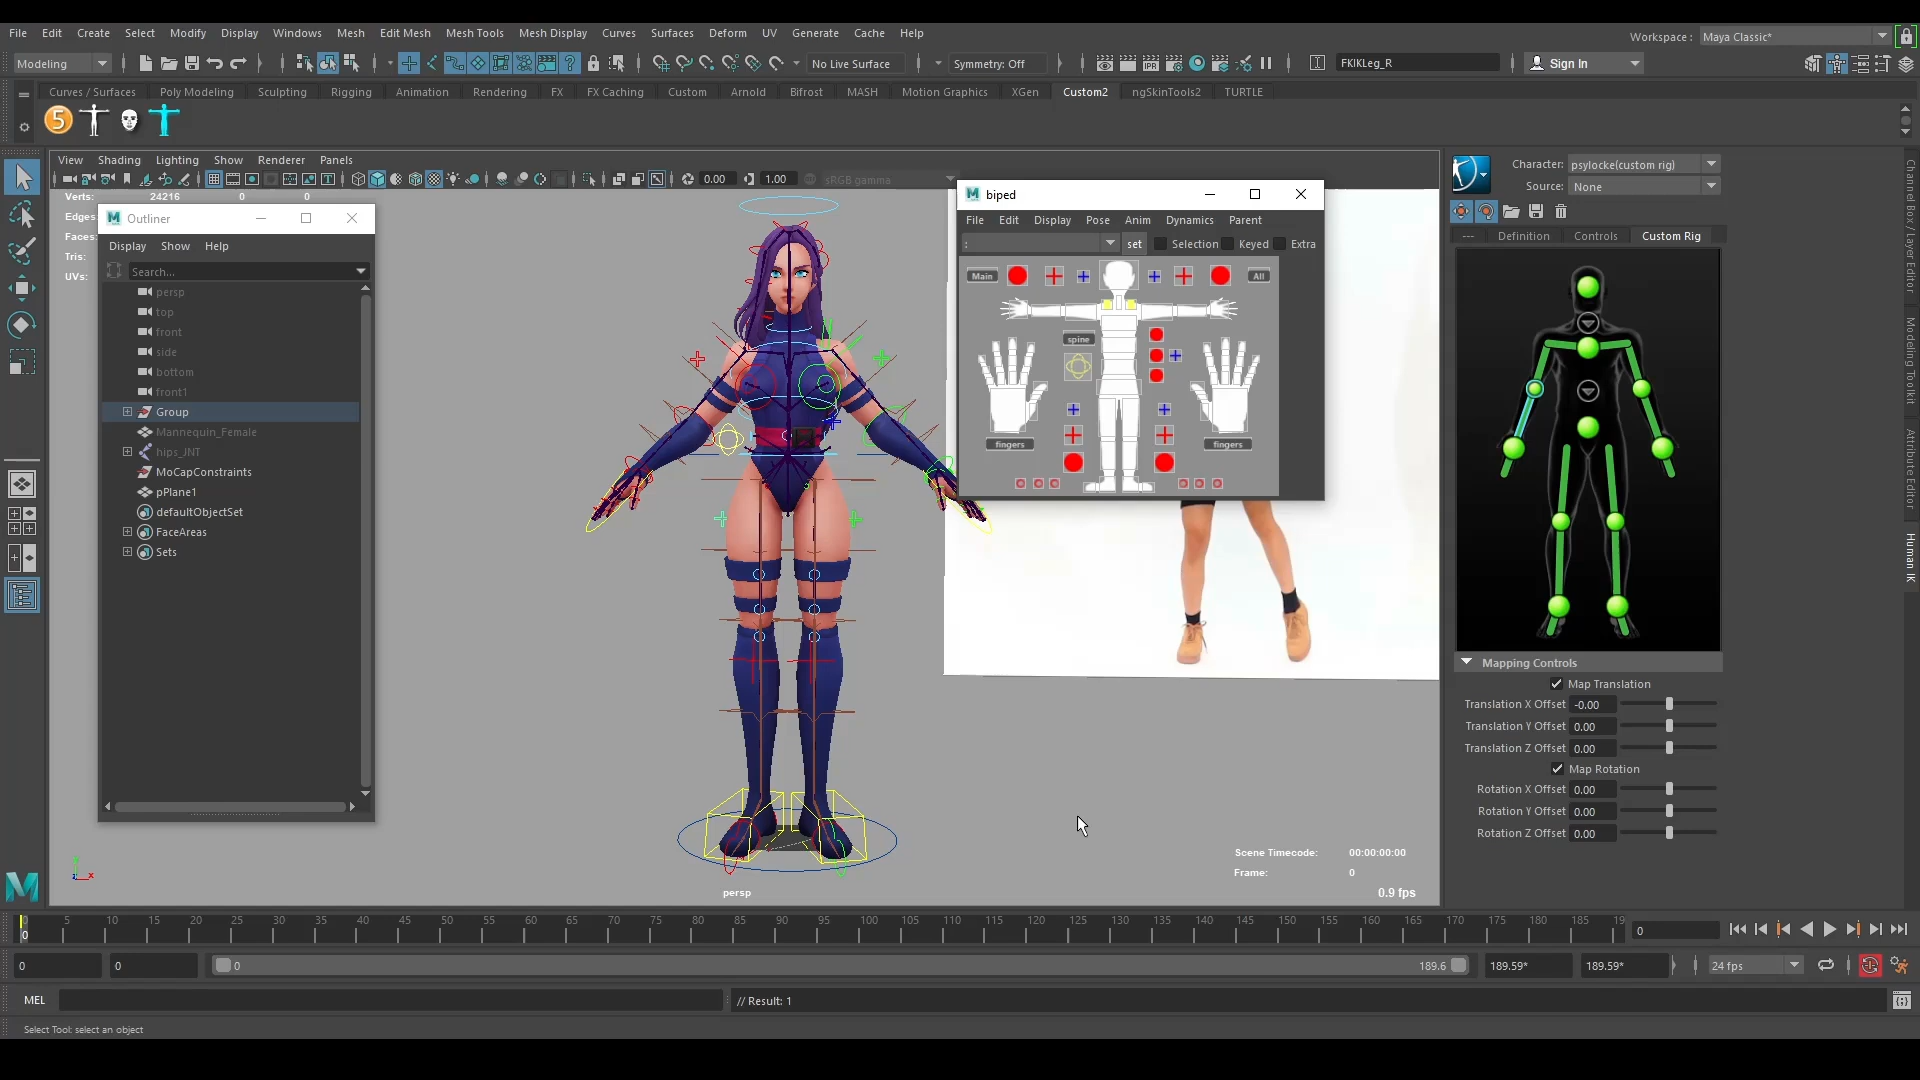 File Edit Create Select Modify Display Windows Mesh Edit Mesh Mesh Tools Mesh Display Curves Surfaces Deform UV Generate Cache Help
Workspace : Maya Classic*
Modeling No Live Surface Symmetry: Off FKIKLeg_R Sign In
Curves / Surfaces Poly Modeling Sculpting Rigging Animation Rendering FX FX Caching Custom Arnold Bifrost MASH Motion Graphics XGen Custom2 ngSkinTools2 TURTLE
5
View Shading Lighting Show Renderer Panels
0.00 1.00 sRGB gamma
Verts: 24216 0 0
Edges:
Faces:
Tris:
UVs:
Outliner
Display Show Help
Search...
persp
top
front
side
bottom
front1
Group
Mannequin_Female
hips_JNT
MoCapConstraints
pPlane1
defaultObjectSet
FaceAreas
Sets
biped
File Edit Display Pose Anim Dynamics Parent
: set Selection Keyed Extra
Main All
spine
fingers fingers
Scene Timecode: 00:00:00:00
Frame: 0
0.9 fps
persp
Character: psylocke(custom rig)
Source: None
--- Definition Controls Custom Rig
Mapping Controls
Map Translation
Translation X Offset -0.00
Translation Y Offset 0.00
Translation Z Offset 0.00
Map Rotation
Rotation X Offset 0.00
Rotation Y Offset 0.00
Rotation Z Offset 0.00
Channel Box / Layer Editor
Modeling Toolkit
Attribute Editor
Human IK
0 5 10 15 20 25 30 35 40 45 50 55 60 65 70 75 80 85 90 95 100 105 110 115 120 125 130 135 140 145 150 155 160 165 170 175 180 185 19
0 0
0 0 0 189.6 189.59* 189.59* 24 fps
MEL // Result: 1
Select Tool: select an object